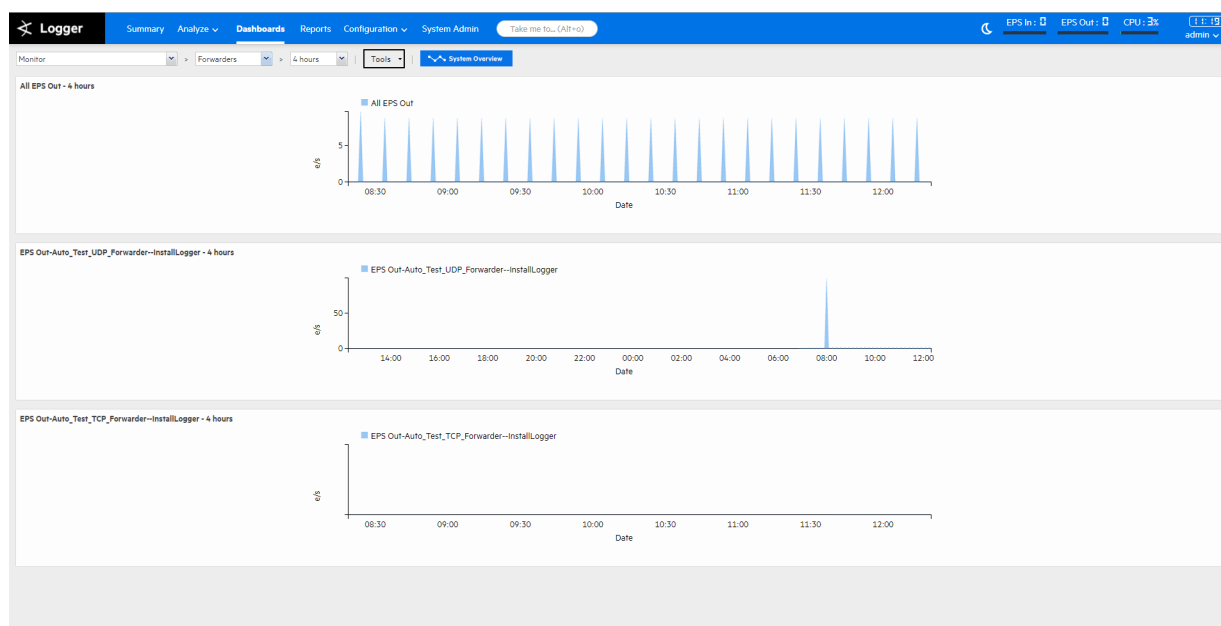 Logger Summary Analyze Dashboards Reports Configuration System Admin Take me to... (Alt+o) EPS In : 0 EPS Out : 0 CPU : 3% 11:19
admin
Monitor > Forwarders > 4 hours Tools System Overview
All EPS Out - 4 hours
All EPS Out
5
e/s
0
08:30 09:00 09:30 10:00 10:30 11:00 11:30 12:00
Date
EPS Out-Auto_Test_UDP_Forwarder--InstallLogger - 4 hours
EPS Out-Auto_Test_UDP_Forwarder--InstallLogger
50
e/s
0
14:00 16:00 18:00 20:00 22:00 00:00 02:00 04:00 06:00 08:00 10:00 12:00
Date
EPS Out-Auto_Test_TCP_Forwarder--InstallLogger - 4 hours
EPS Out-Auto_Test_TCP_Forwarder--InstallLogger
e/s
08:30 09:00 09:30 10:00 10:30 11:00 11:30 12:00
Date